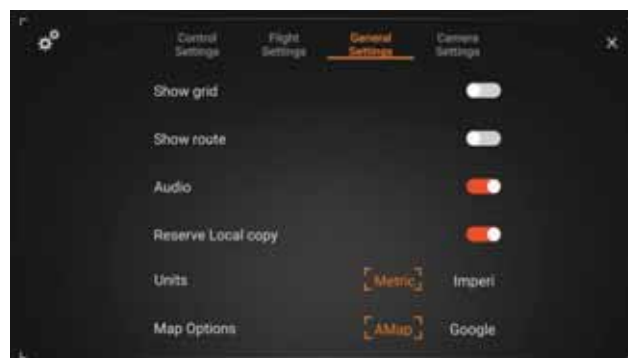 Control Settings
Flight Settings
General Settings
Camera Settings
Show grid
Show route
Audio
Reserve Local copy
Units Metric Imperi
Map Options AMap Google